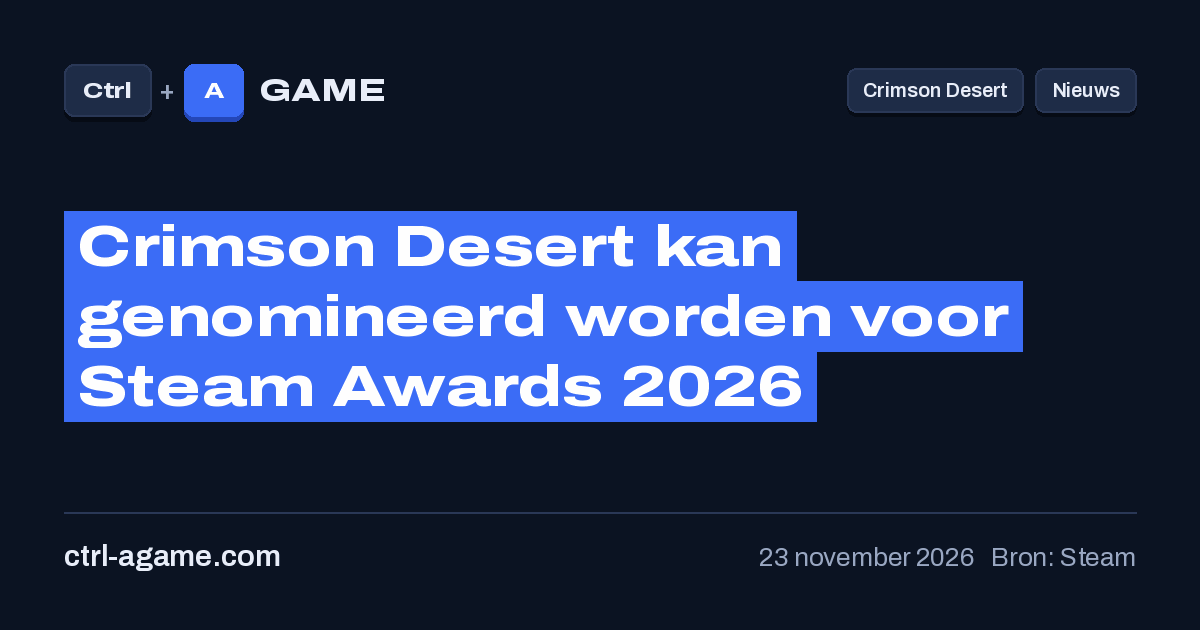 Ctrl + A GAME
Crimson Desert Nieuws
Crimson Desert kan
genomineerd worden voor
Steam Awards 2026
ctrl-agame.com
23 november 2026 Bron: Steam